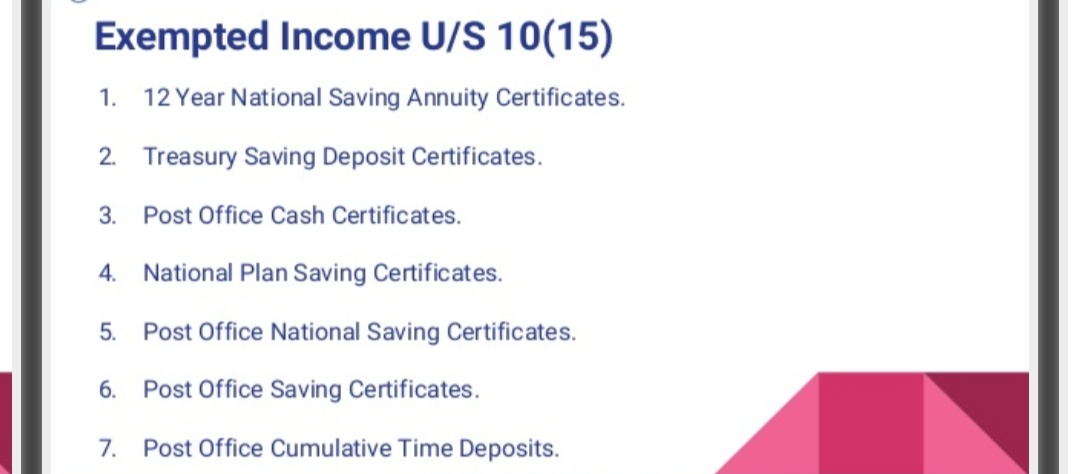 Exempted Income U/S 10(15)
1. 12 Year National Saving Annuity Certificates.
2. Treasury Saving Deposit Certificates.
3. Post Office Cash Certificates.
4. National Plan Saving Certificates.
5. Post Office National Saving Certificates.
6. Post Office Saving Certificates.
7. Post Office Cumulative Time Deposits.